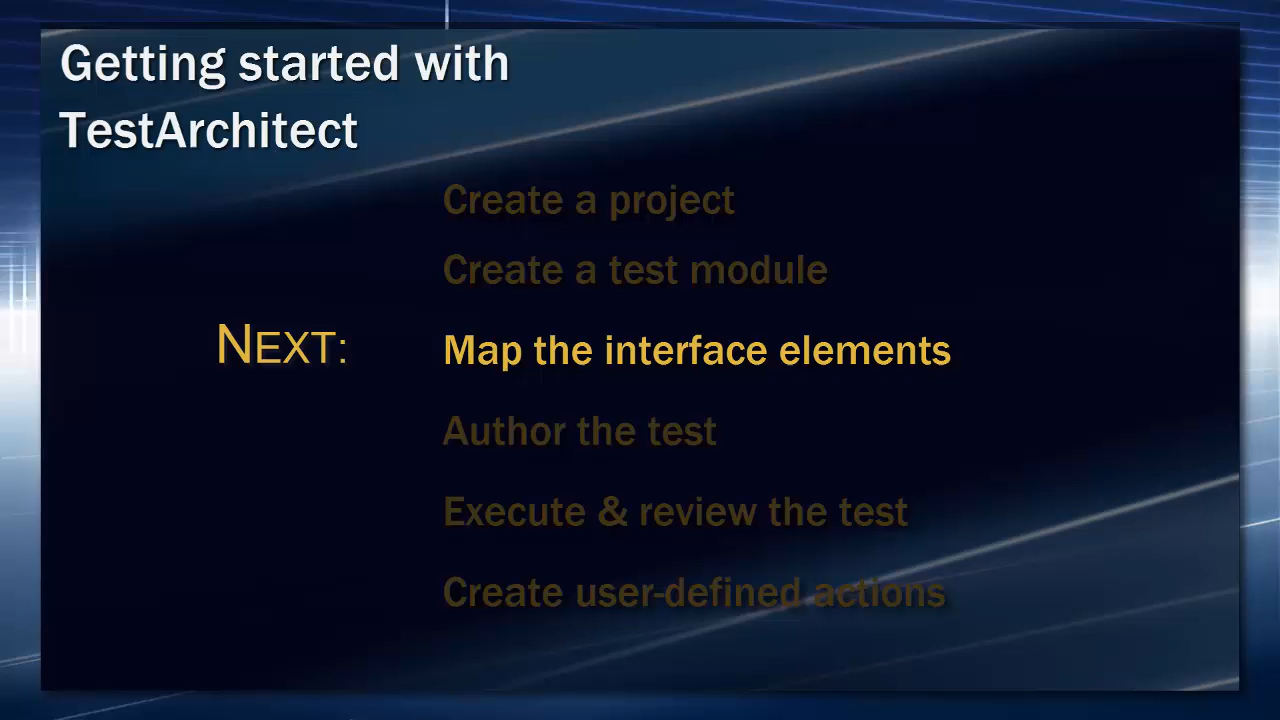 Getting started with
TestArchitect
Create a project
Create a test module
NEXT: Map the interface elements
Author the test
Execute & review the test
Create user-defined actions